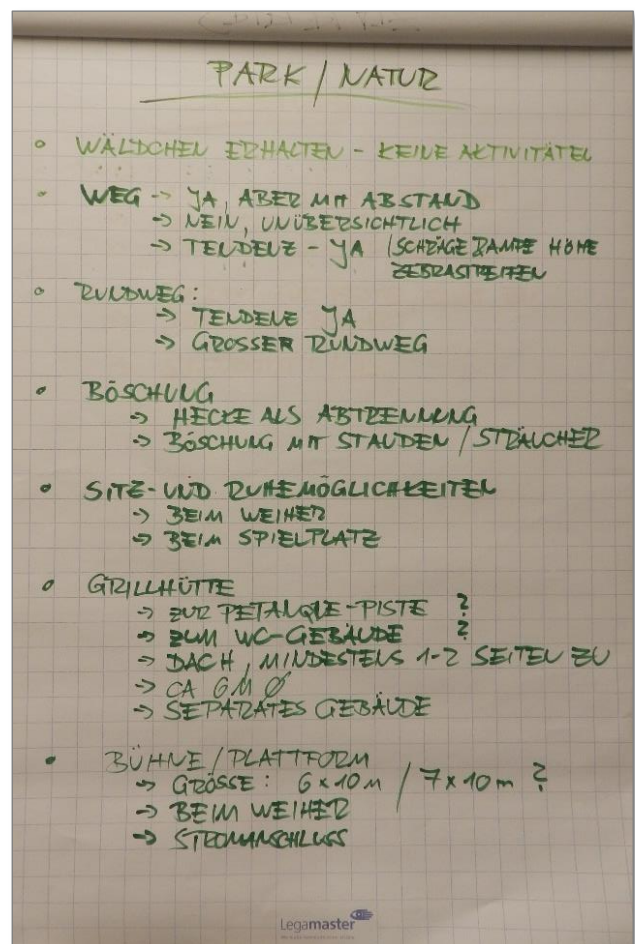 PARK / NATUR
• WÄLDCHEN ERHALTEN - KEINE AKTIVITÄTEN
• WEG -> JA, ABER MIT ABSTAND
-> NEIN, UNÜBERSICHTLICH
-> TENDENZ - JA / SCHRÄGE RAMPE HÖHE
ZEBRASTREIFEN
• RUNDWEG:
-> TENDENZ JA
-> GROSSER RUNDWEG
• BÖSCHUNG
-> HECKE ALS ABTRENNUNG
-> BÖSCHUNG MIT STAUDEN / STRÄUCHER
• SITZ- UND RUHEMÖGLICHKEITEN
-> BEIM WEIHER
-> BEIM SPIELPLATZ
• GRILLHÜTTE
-> ZUR PETANQUE-PISTE ?
-> ZUM WC-GEBÄUDE ?
-> DACH, MINDESTENS 1-2 SEITEN ZU
-> CA 6M Ø
-> SEPARATES GEBÄUDE
• BÜHNE / PLATTFORM
-> GRÖSSE: 6 x 10 m / 7 x 10 m ?
-> BEIM WEIHER
-> STROMANSCHLUSS
Legamaster